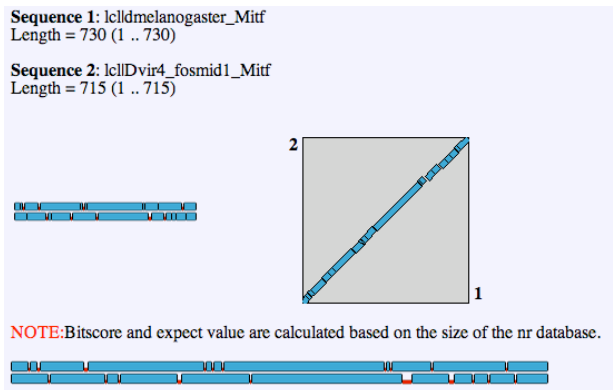 Sequence 1: lcl|dmelanogaster_Mitf
Length = 730 (1 .. 730)
Sequence 2: lcl|Dvir4_fosmid1_Mitf
Length = 715 (1 .. 715)
2
1
NOTE:Bitscore and expect value are calculated based on the size of the nr database.